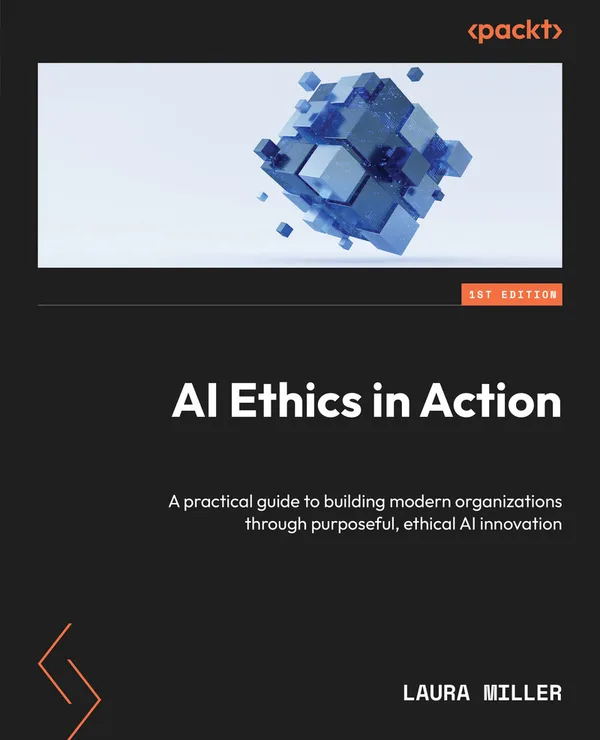 <packt>
1ST EDITION
AI Ethics in Action
A practical guide to building modern organizations
through purposeful, ethical AI innovation
LAURA MILLER